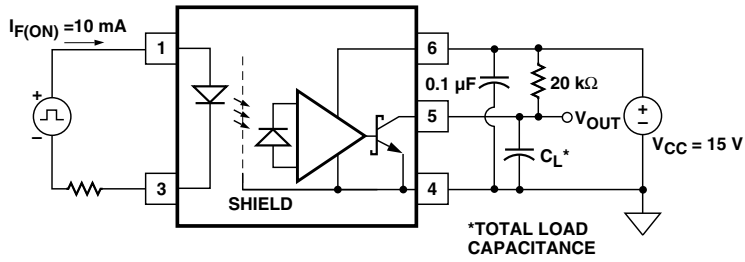 IF(ON) =10 mA
1
6
0.1 µF
20 kΩ
+
–
5
VOUT
+
–
VCC = 15 V
CL*
3
SHIELD
4
*TOTAL LOAD
CAPACITANCE